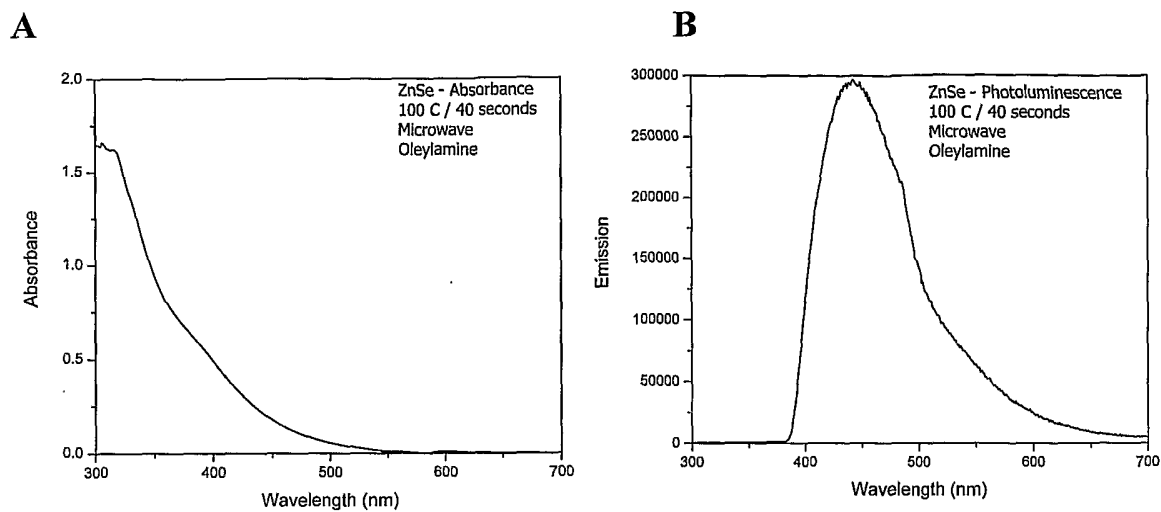 A
B
2.0
1.5
1.0
0.5
0.0
Absorbance
ZnSe - Absorbance
100 C / 40 seconds
Microwave
Oleylamine
300
400
500
600
700
Wavelength (nm)
300000
250000
200000
150000
100000
50000
0
Emission
ZnSe - Photoluminescence
100 C / 40 seconds
Microwave
Oleylamine
300
400
500
600
700
Wavelength (nm)